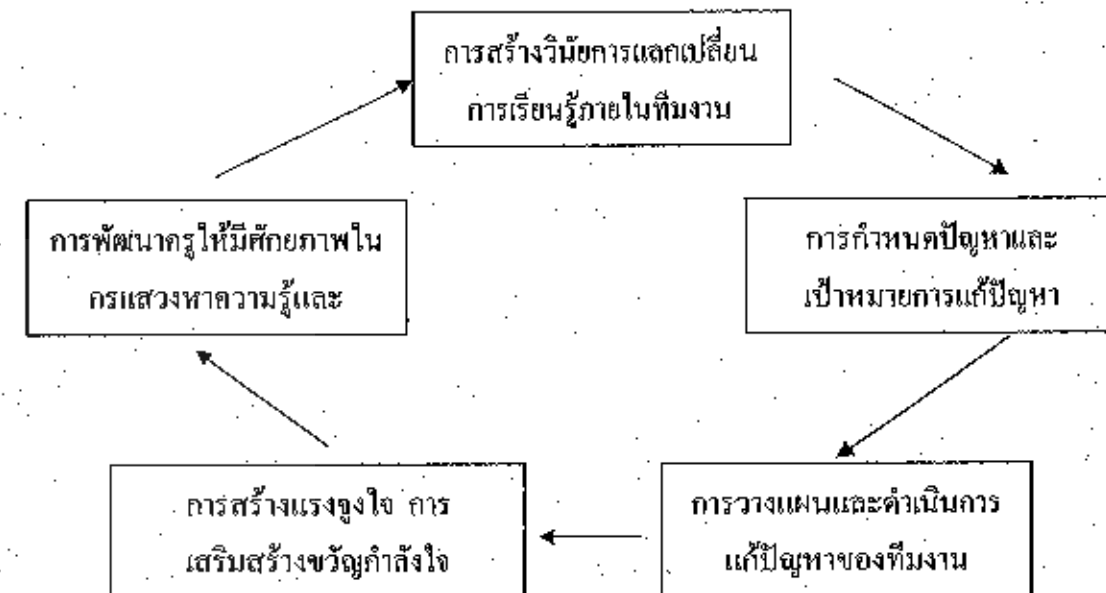 การสร้างวินัยการแลกเปลี่ยน
การเรียนรู้ภายในทีมงาน
การพัฒนาครูให้มีศักยภาพใน
กรแสวงหาความรู้และ
การกำหนดปัญหาและ
เป้าหมายการแก้ปัญหา
การสร้างแรงจูงใจ การ
เสริมสร้างขวัญกำลังใจ
การวางแผนและดำเนินการ
แก้ปัญหาของทีมงาน